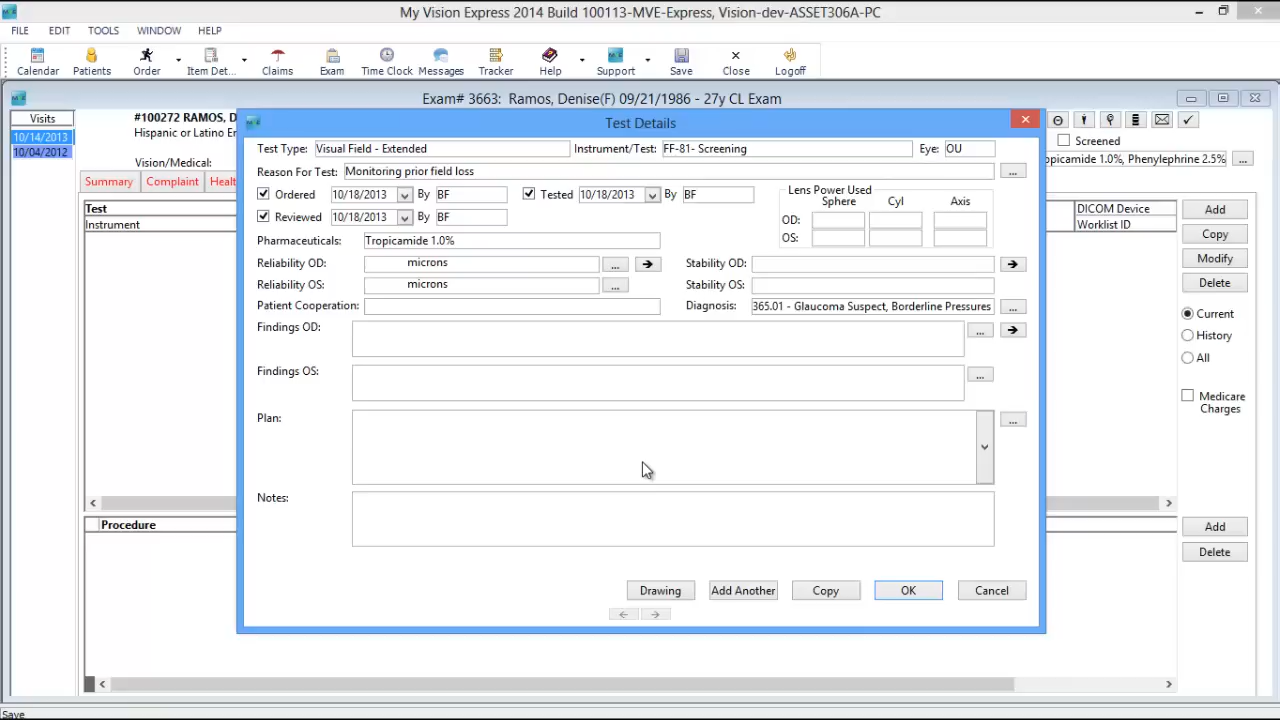 My Vision Express 2014 Build 100113-MVE-Express, Vision-dev-ASSET306A-PC
FILE EDIT TOOLS WINDOW HELP
Calendar Patients Order Item Det... Claims Exam Time Clock Messages Tracker Help Support Save Close Logoff
Exam# 3663: Ramos, Denise(F) 09/21/1986 - 27y CL Exam
Visits
10/14/2013
10/04/2012
#100272 RAMOS, D
Hispanic or Latino Er
Vision/Medical:
Screened
opicamide 1.0%, Phenylephrine 2.5% ...
Summary Complaint Healt
Test
Instrument
DICOM Device
Worklist ID
Add
Copy
Modify
Delete
Current
History
All
Medicare
Charges
Procedure
Add
Delete
Test Details
Test Type: Visual Field - Extended Instrument/Test: FF-81- Screening Eye: OU
Reason For Test: Monitoring prior field loss ...
Ordered 10/18/2013 By BF Tested 10/18/2013 By BF
Reviewed 10/18/2013 By BF
Lens Power Used
Sphere Cyl Axis
OD:
OS:
Pharmaceuticals: Tropicamide 1.0%
Reliability OD: microns ... Stability OD:
Reliability OS: microns ... Stability OS:
Patient Cooperation: Diagnosis: 365.01 - Glaucoma Suspect, Borderline Pressures ...
Findings OD: ...
Findings OS: ...
Plan: ...
Notes:
Drawing Add Another Copy OK Cancel
Save